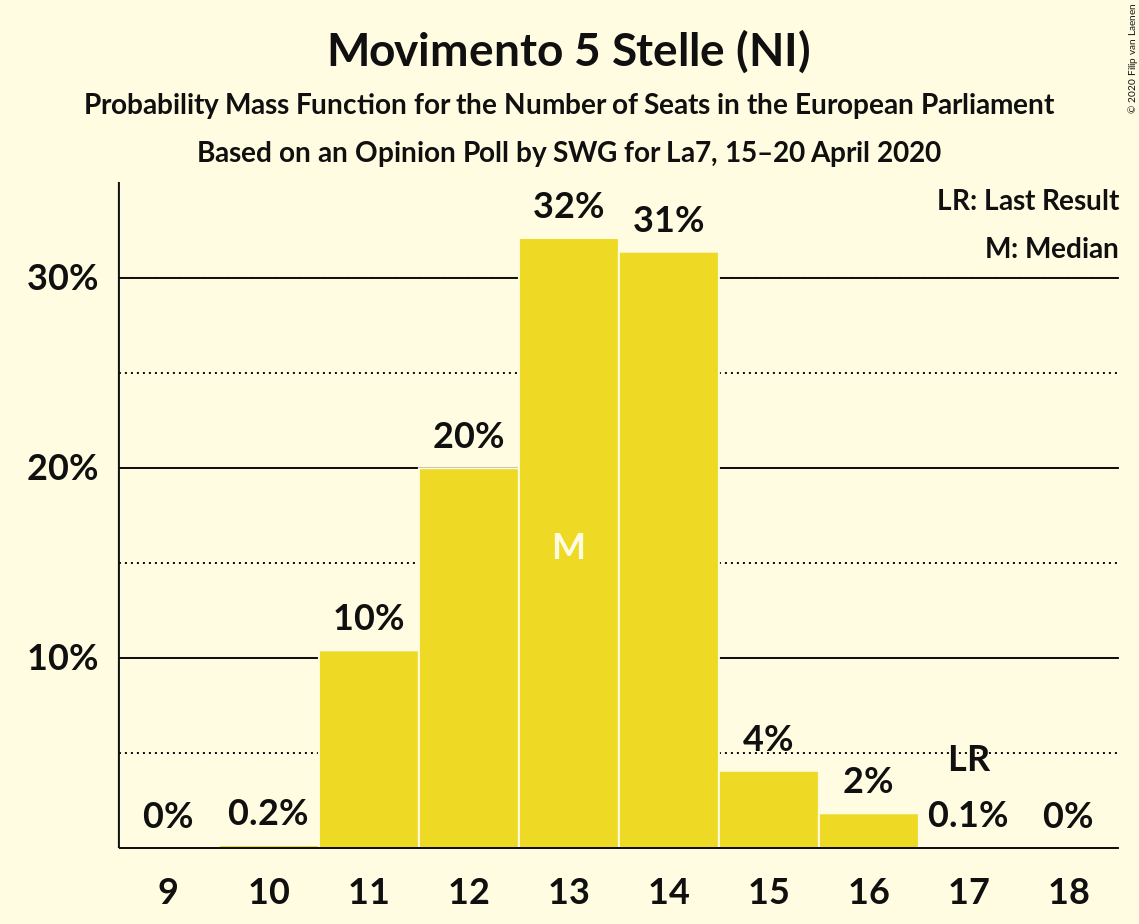 Movimento 5 Stelle (NI)
Probability Mass Function for the Number of Seats in the European Parliament
Based on an Opinion Poll by SWG for La7, 15–20 April 2020
© 2020 Filip van Laenen
LR: Last Result
M: Median
30%
20%
10%
0%
0.2%
10%
20%
32%
31%
4%
2%
0.1%
0%
M
LR
9 10 11 12 13 14 15 16 17 18